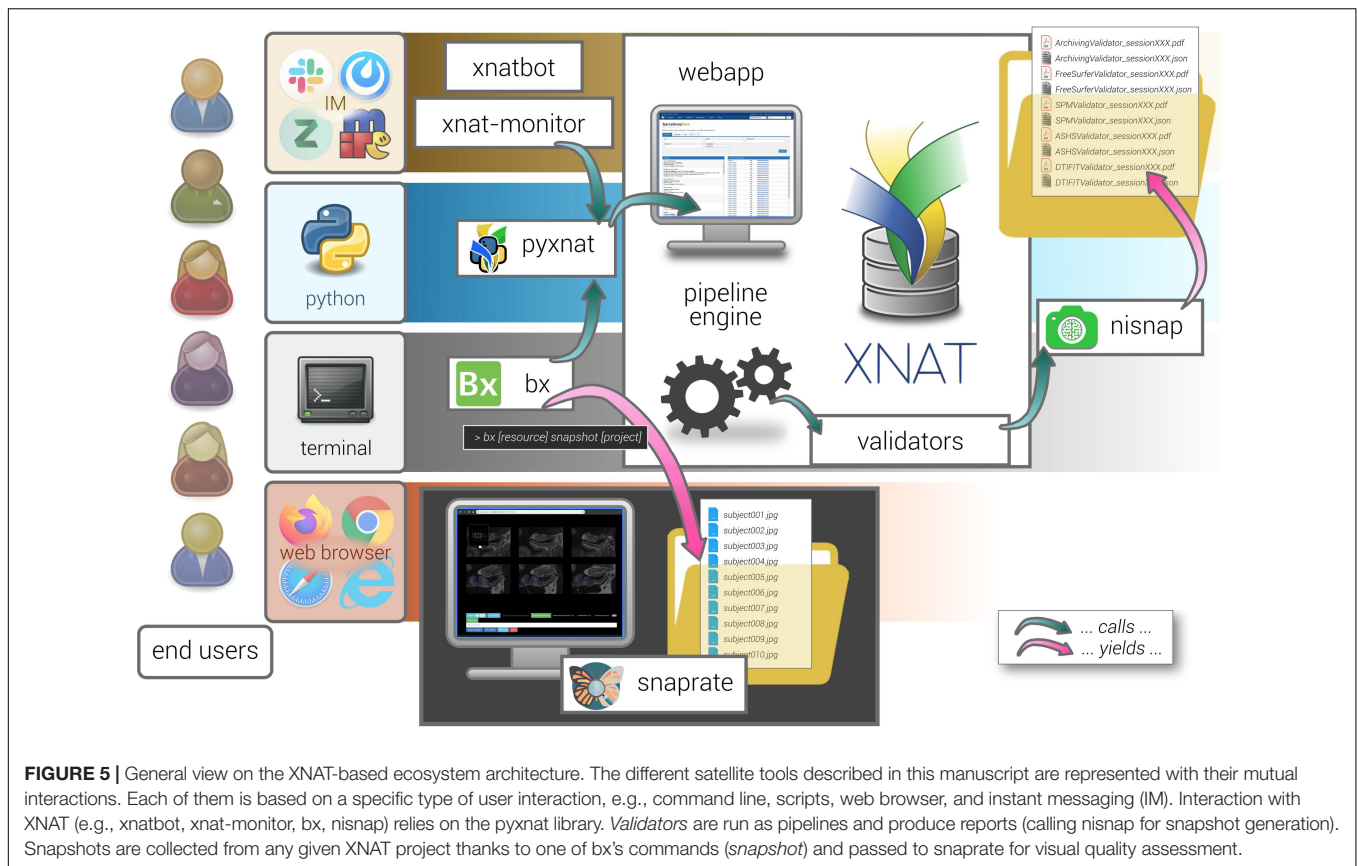 IM
xnatbot
xnat-monitor
webapp
ArchivingValidator_sessionXXX.pdf
ArchivingValidator_sessionXXX.json
FreeSurferValidator_sessionXXX.pdf
FreeSurferValidator_sessionXXX.json
SPMValidator_sessionXXX.pdf
SPMValidator_sessionXXX.json
ASHSValidator_sessionXXX.pdf
ASHSValidator_sessionXXX.json
DTIFITValidator_sessionXXX.pdf
DTIFITValidator_sessionXXX.json
python
pyxnat
pipeline
engine
XNAT
nisnap
>_
terminal
Bx bx
> bx [resource] snapshot [project]
validators
web browser
subject001.jpg
subject002.jpg
subject003.jpg
subject004.jpg
subject005.jpg
subject006.jpg
subject007.jpg
subject008.jpg
subject009.jpg
subject010.jpg
snaprate
end users
... calls ...
... yields ...
FIGURE 5 | General view on the XNAT-based ecosystem architecture. The different satellite tools described in this manuscript are represented with their mutual
interactions. Each of them is based on a specific type of user interaction, e.g., command line, scripts, web browser, and instant messaging (IM). Interaction with
XNAT (e.g., xnatbot, xnat-monitor, bx, nisnap) relies on the pyxnat library. Validators are run as pipelines and produce reports (calling nisnap for snapshot generation).
Snapshots are collected from any given XNAT project thanks to one of bx's commands (snapshot) and passed to snaprate for visual quality assessment.